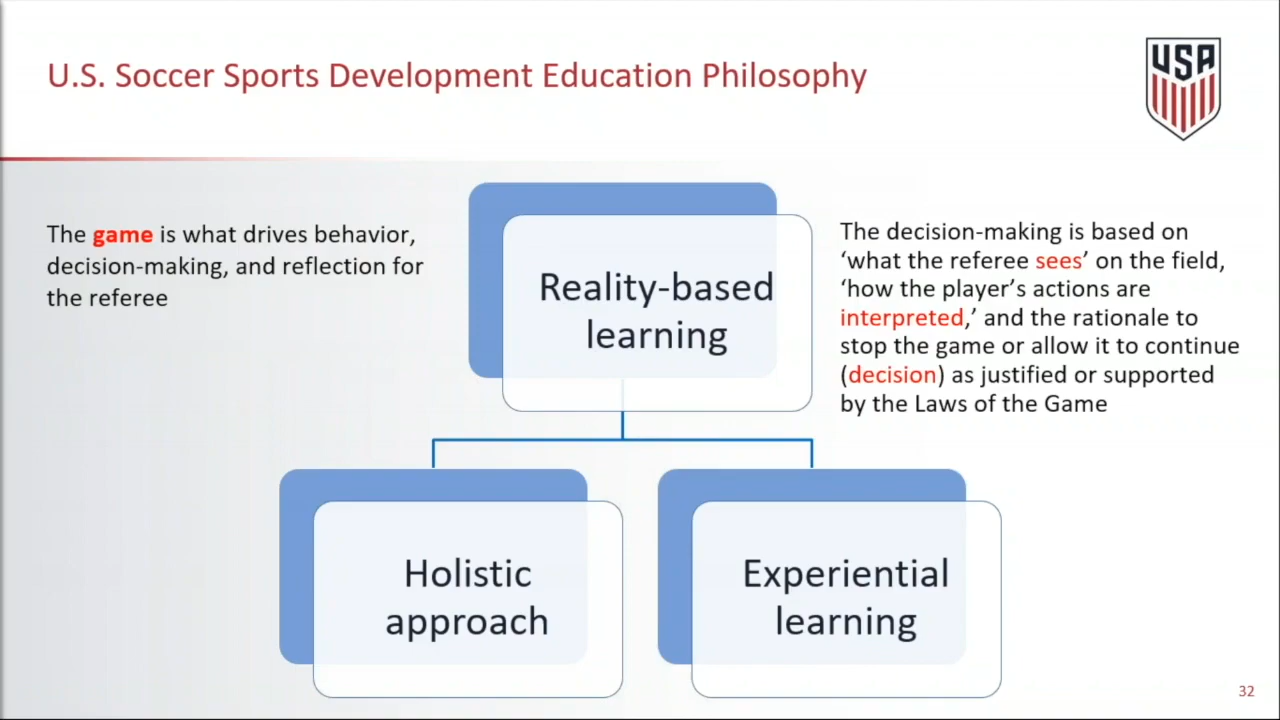 U.S. Soccer Sports Development Education Philosophy
USA
The game is what drives behavior,
decision-making, and reflection for
the referee
Reality-based
learning
The decision-making is based on
‘what the referee sees’ on the field,
‘how the player’s actions are
interpreted,’ and the rationale to
stop the game or allow it to continue
(decision) as justified or supported
by the Laws of the Game
Holistic
approach
Experiential
learning
32